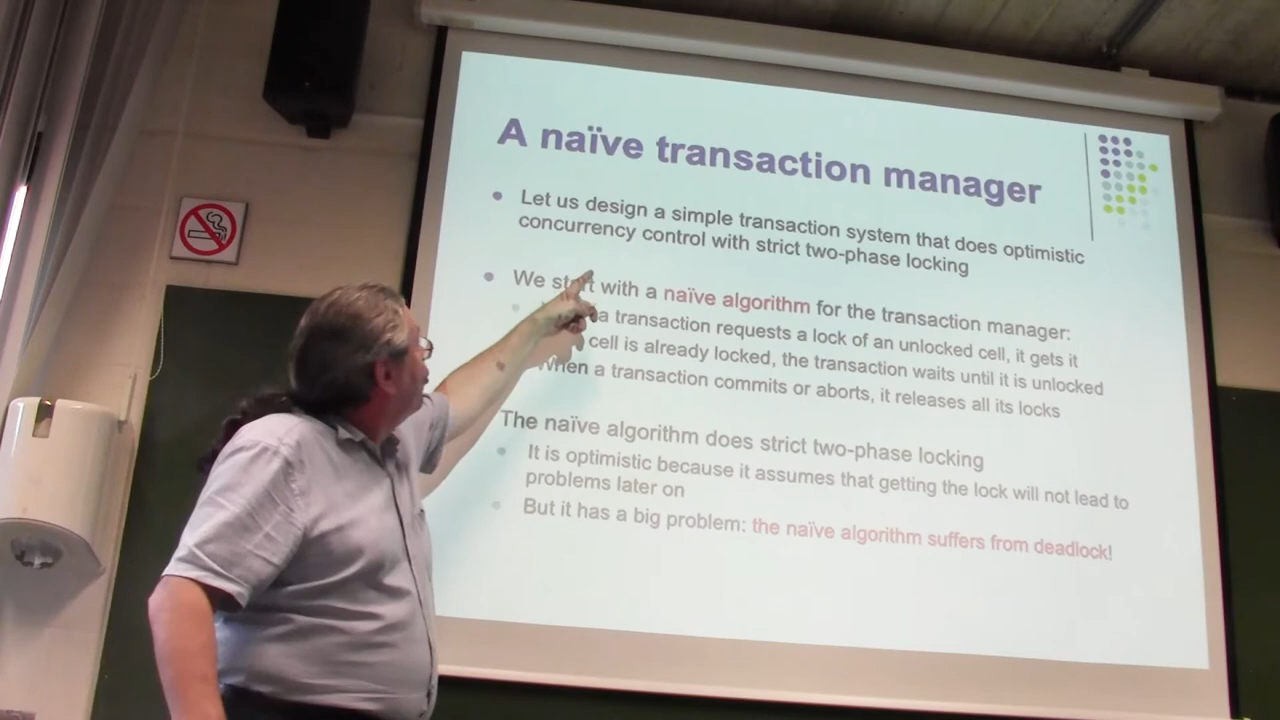 A naïve transaction manager
Let us design a simple transaction system that does optimistic
concurrency control with strict two-phase locking
We start with a naïve algorithm for the transaction manager:
a transaction requests a lock of an unlocked cell, it gets it
cell is already locked, the transaction waits until it is unlocked
When a transaction commits or aborts, it releases all its locks
The naïve algorithm does strict two-phase locking
It is optimistic because it assumes that getting the lock will not lead to
problems later on
But it has a big problem: the naïve algorithm suffers from deadlock!